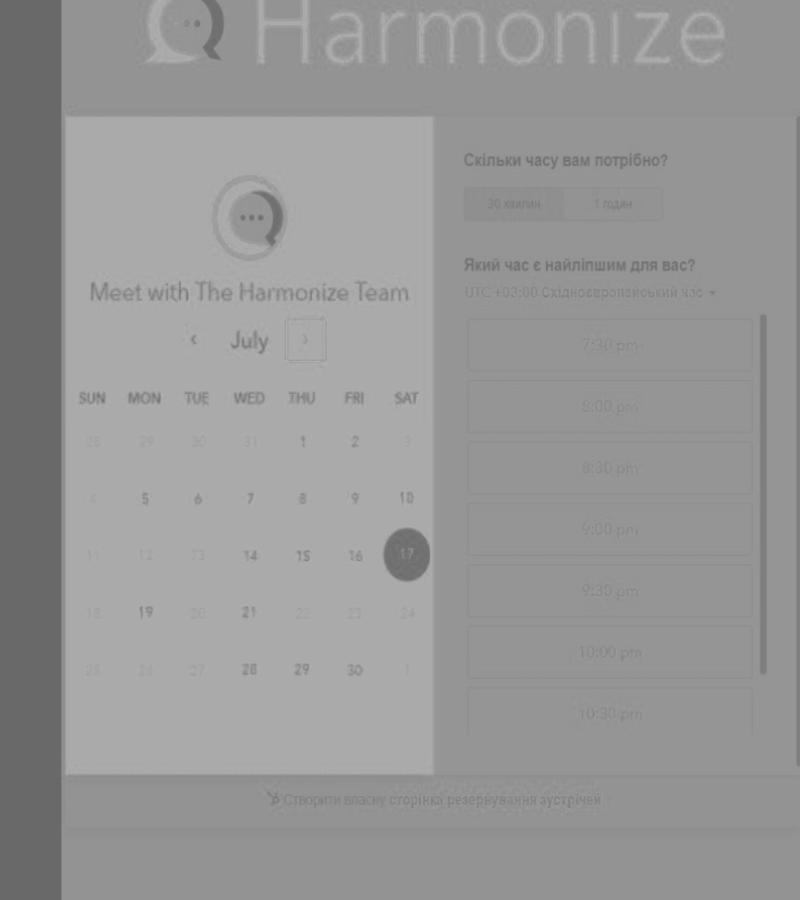 Harmonize
Meet with The Harmonize Team
‹ July ›
SUN MON TUE WED THU FRI SAT
28 29 30 31 1 2 3
4 5 6 7 8 9 10
11 12 13 14 15 16 17
18 19 20 21 22 23 24
25 26 27 28 29 30 1
Скільки часу вам потрібно?
30 хвилин 1 годин
Який час є найліпшим для вас?
UTC +03:00 Східноєвропейський час
7:30 pm
8:00 pm
8:30 pm
9:00 pm
9:30 pm
10:00 pm
10:30 pm
Створити власну сторінка резервування зустрічей